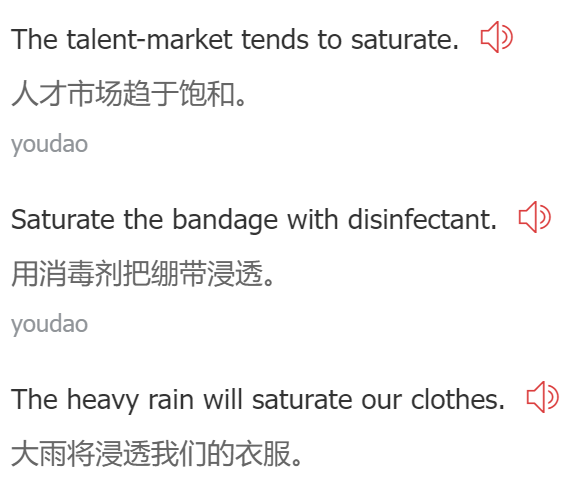 The talent-market tends to saturate.
人才市场趋于饱和。
youdao
Saturate the bandage with disinfectant.
用消毒剂把绷带浸透。
youdao
The heavy rain will saturate our clothes.
大雨将浸透我们的衣服。